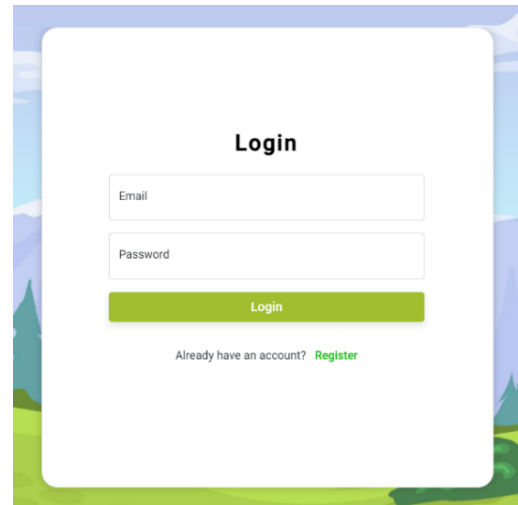 Login
Email
Password
Login
Already have an account? Register